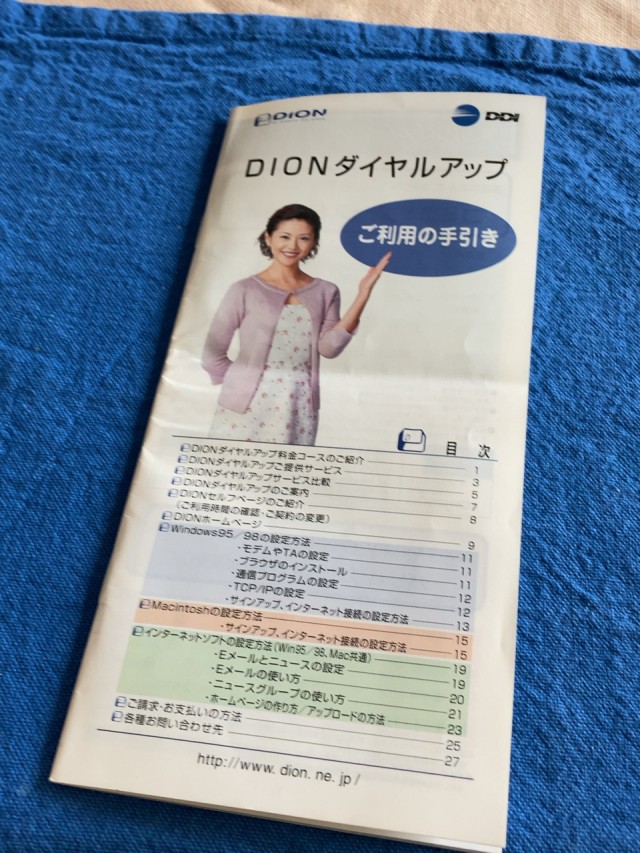 DION
DDI
DIONダイヤルアップ
ご利用の手引き
目 次
DIONダイヤルアップ料金コースのご紹介 1
DIONダイヤルアップご提供サービス 3
DIONダイヤルアップサービス比較 5
DIONダイヤルアップのご案内 7
DIONセルフページのご紹介 8
(ご利用時間の確認・ご契約の変更)
DIONホームページ 9
Windows95/98の設定方法 11
・モデムやTAの設定 11
・ブラウザのインストール 11
・通信プログラムの設定 12
・TCP/IPの設定 12
・サインアップ、インターネット接続の設定方法 13
Macintoshの設定方法 15
・サインアップ、インターネット接続の設定方法 15
インターネットソフトの設定方法(Win95/98、Mac共通) 19
・Eメールとニュースの設定 19
・Eメールの使い方 20
・ニュースグループの使い方 21
・ホームページの作り方/アップロードの方法 23
ご請求・お支払いの方法 25
各種お問い合わせ先 27
http://www.dion.ne.jp/